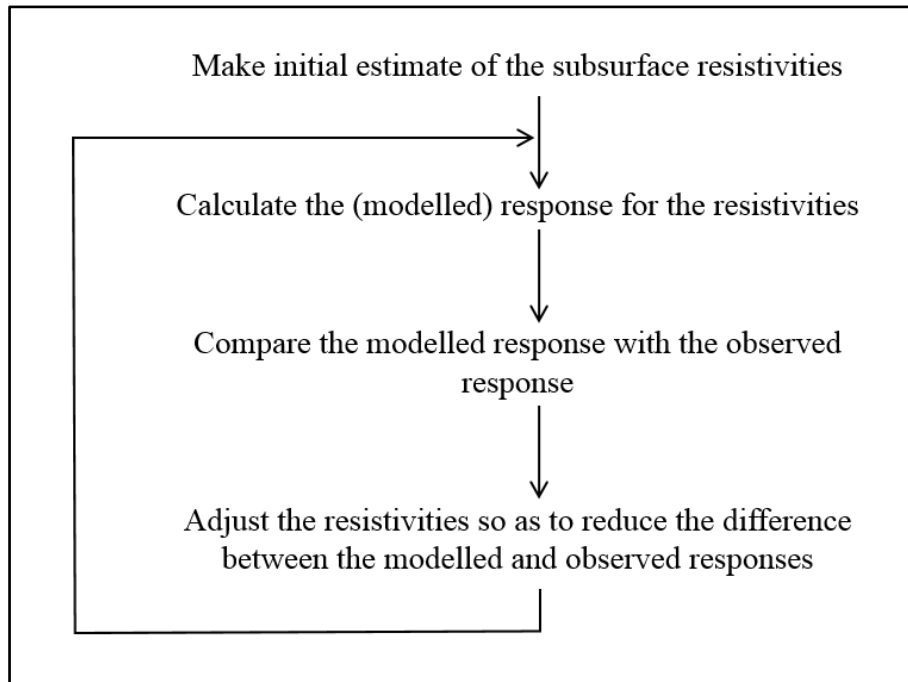 Make initial estimate of the subsurface resistivities
Calculate the (modelled) response for the resistivities
Compare the modelled response with the observed
response
Adjust the resistivities so as to reduce the difference
between the modelled and observed responses